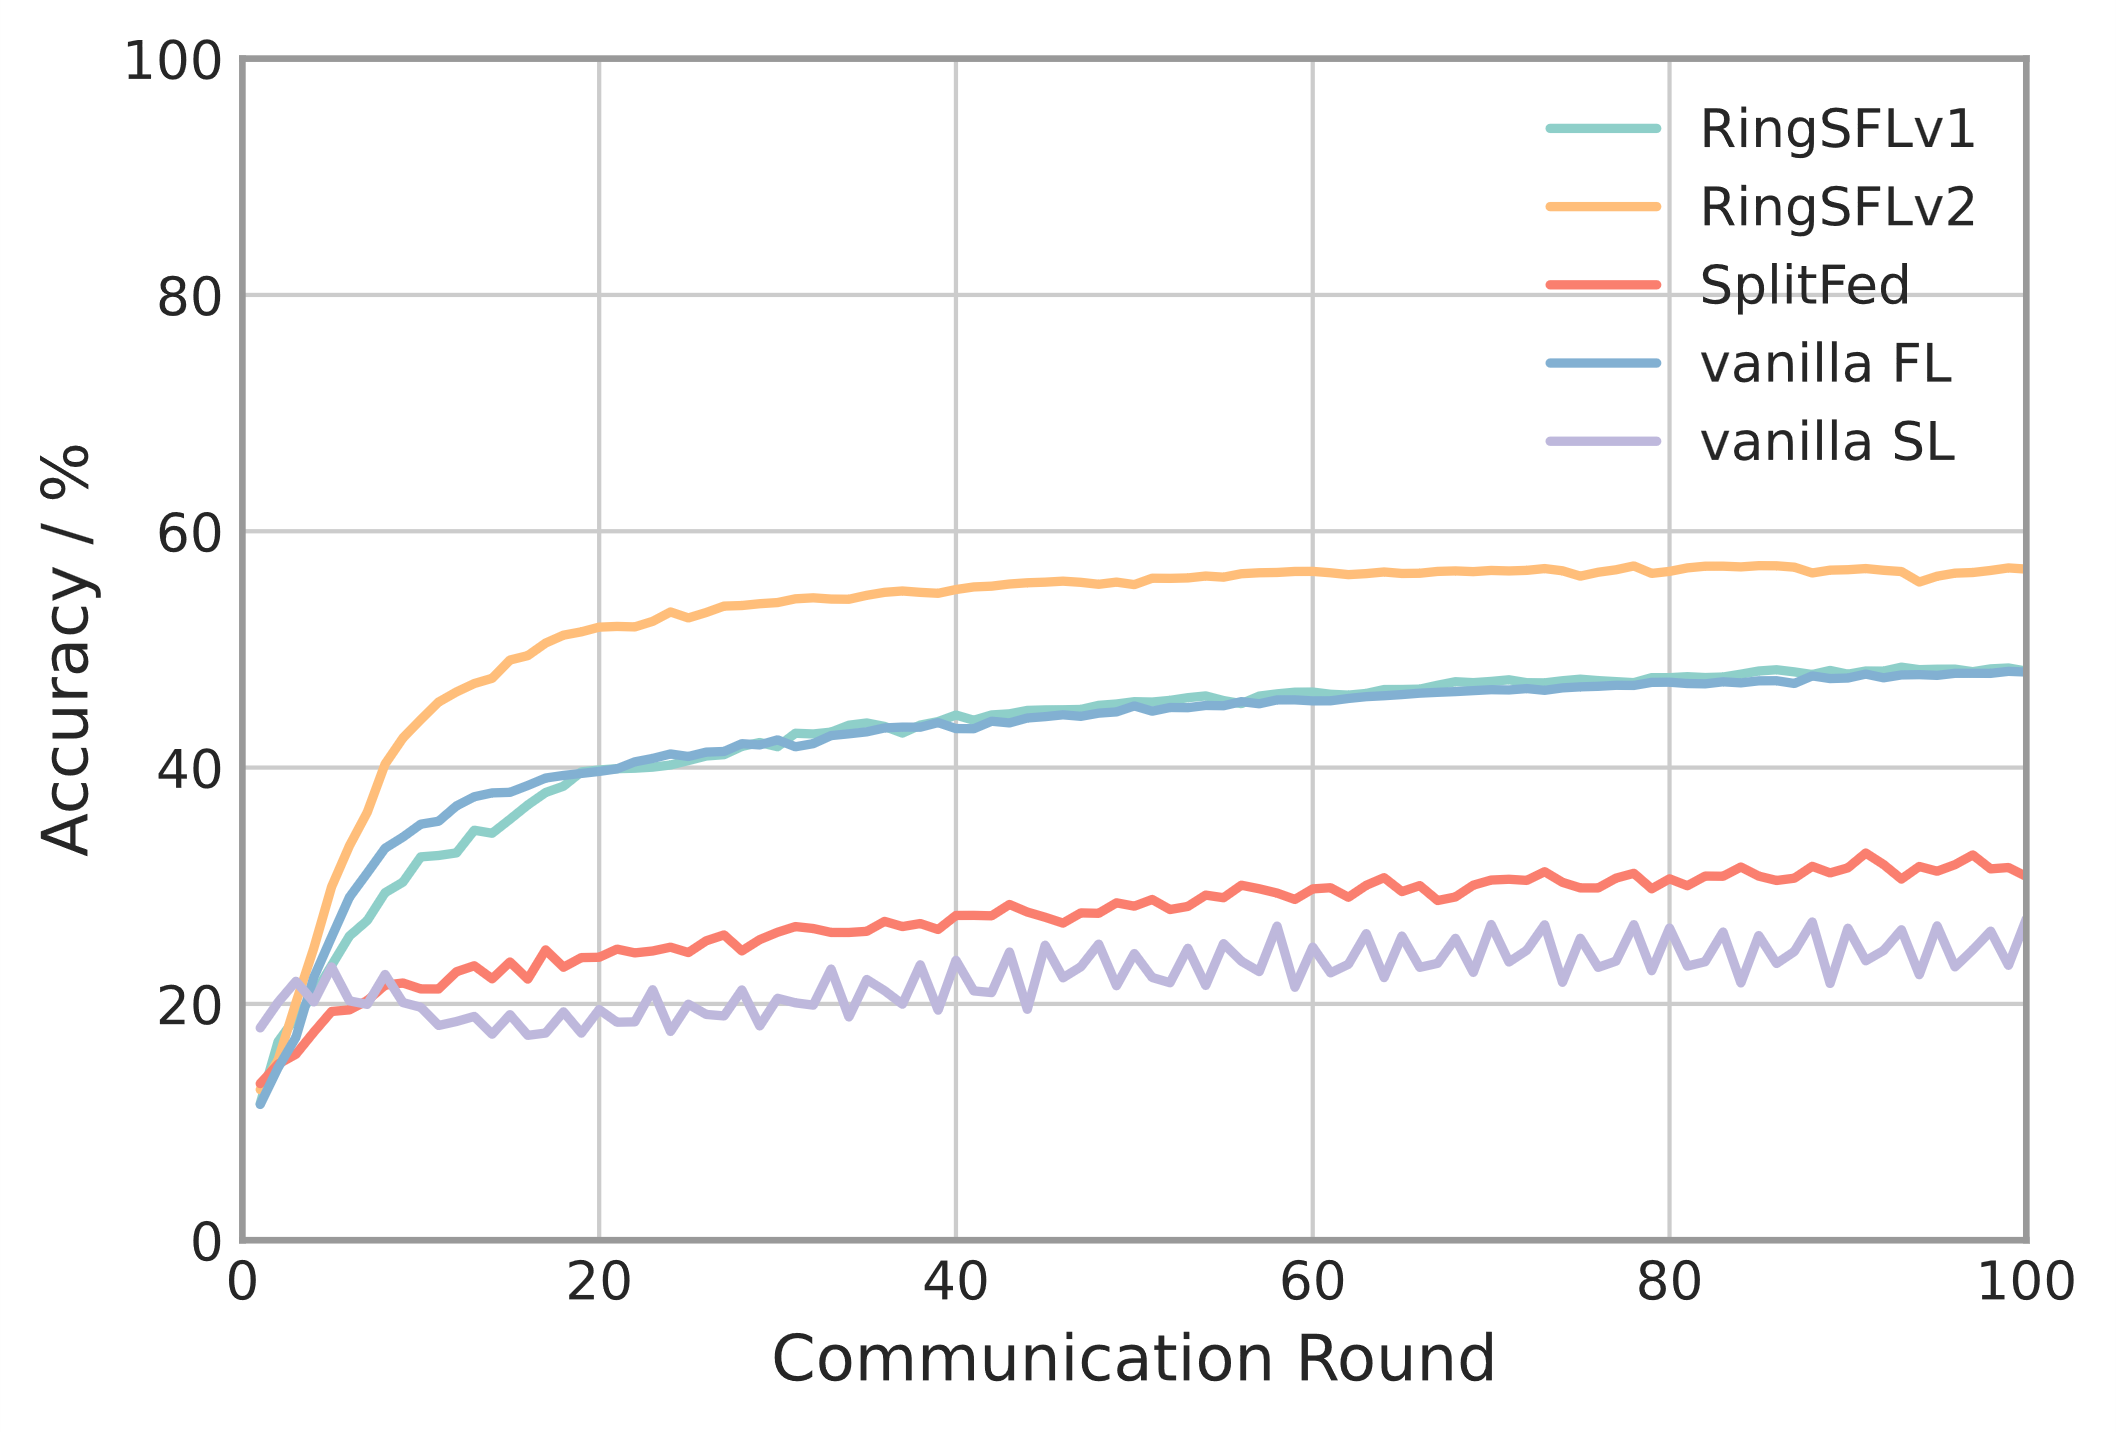 100
80
60
40
20
0
Accuracy / %
RingSFLv1
RingSFLv2
SplitFed
vanilla FL
vanilla SL
0 20 40 60 80 100
Communication Round